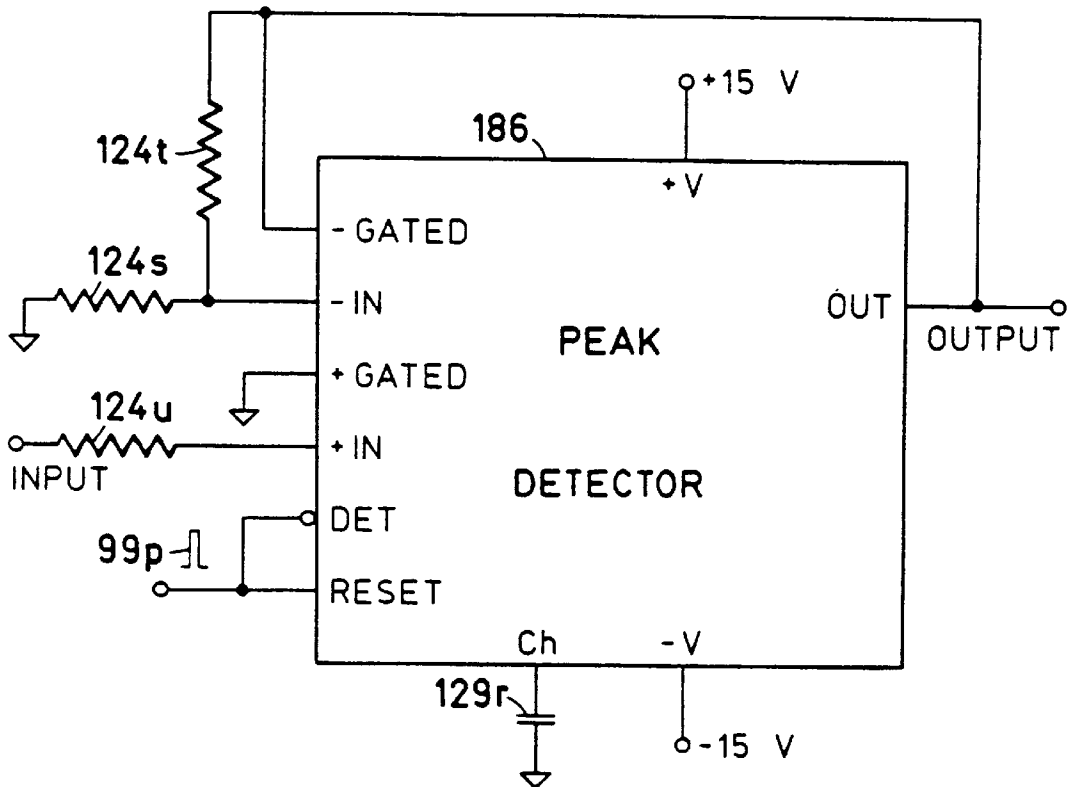 +15 V
186
124t
+V
- GATED
124s
- IN
OUT
PEAK
OUTPUT
+ GATED
124u
+ IN
INPUT
DETECTOR
DET
99p
RESET
Ch
-V
129r
-15 V